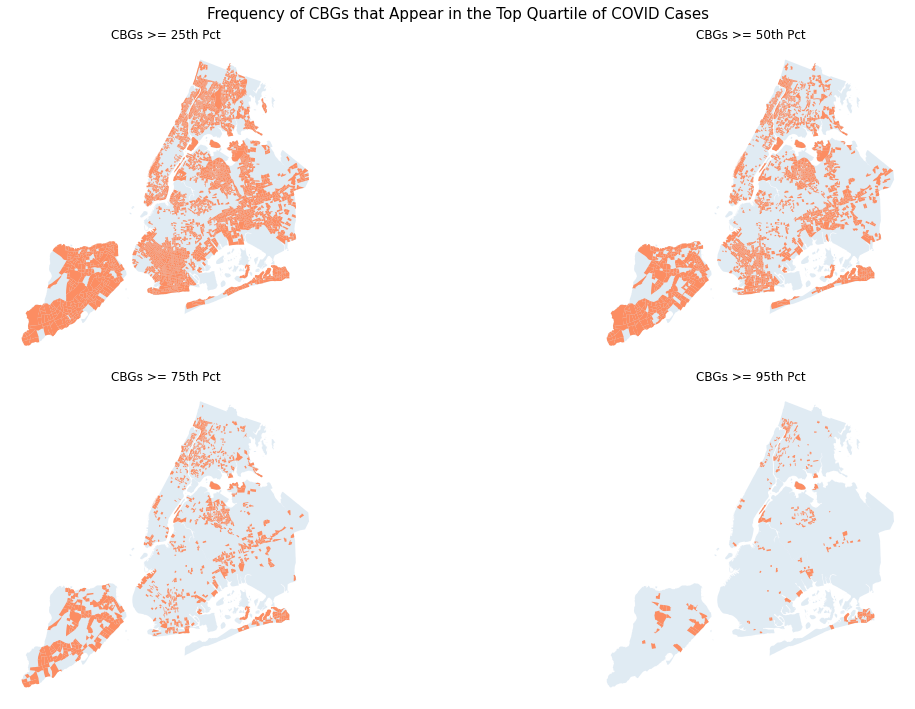 Frequency of CBGs that Appear in the Top Quartile of COVID Cases
CBGs >= 25th Pct
CBGs >= 50th Pct
CBGs >= 75th Pct
CBGs >= 95th Pct